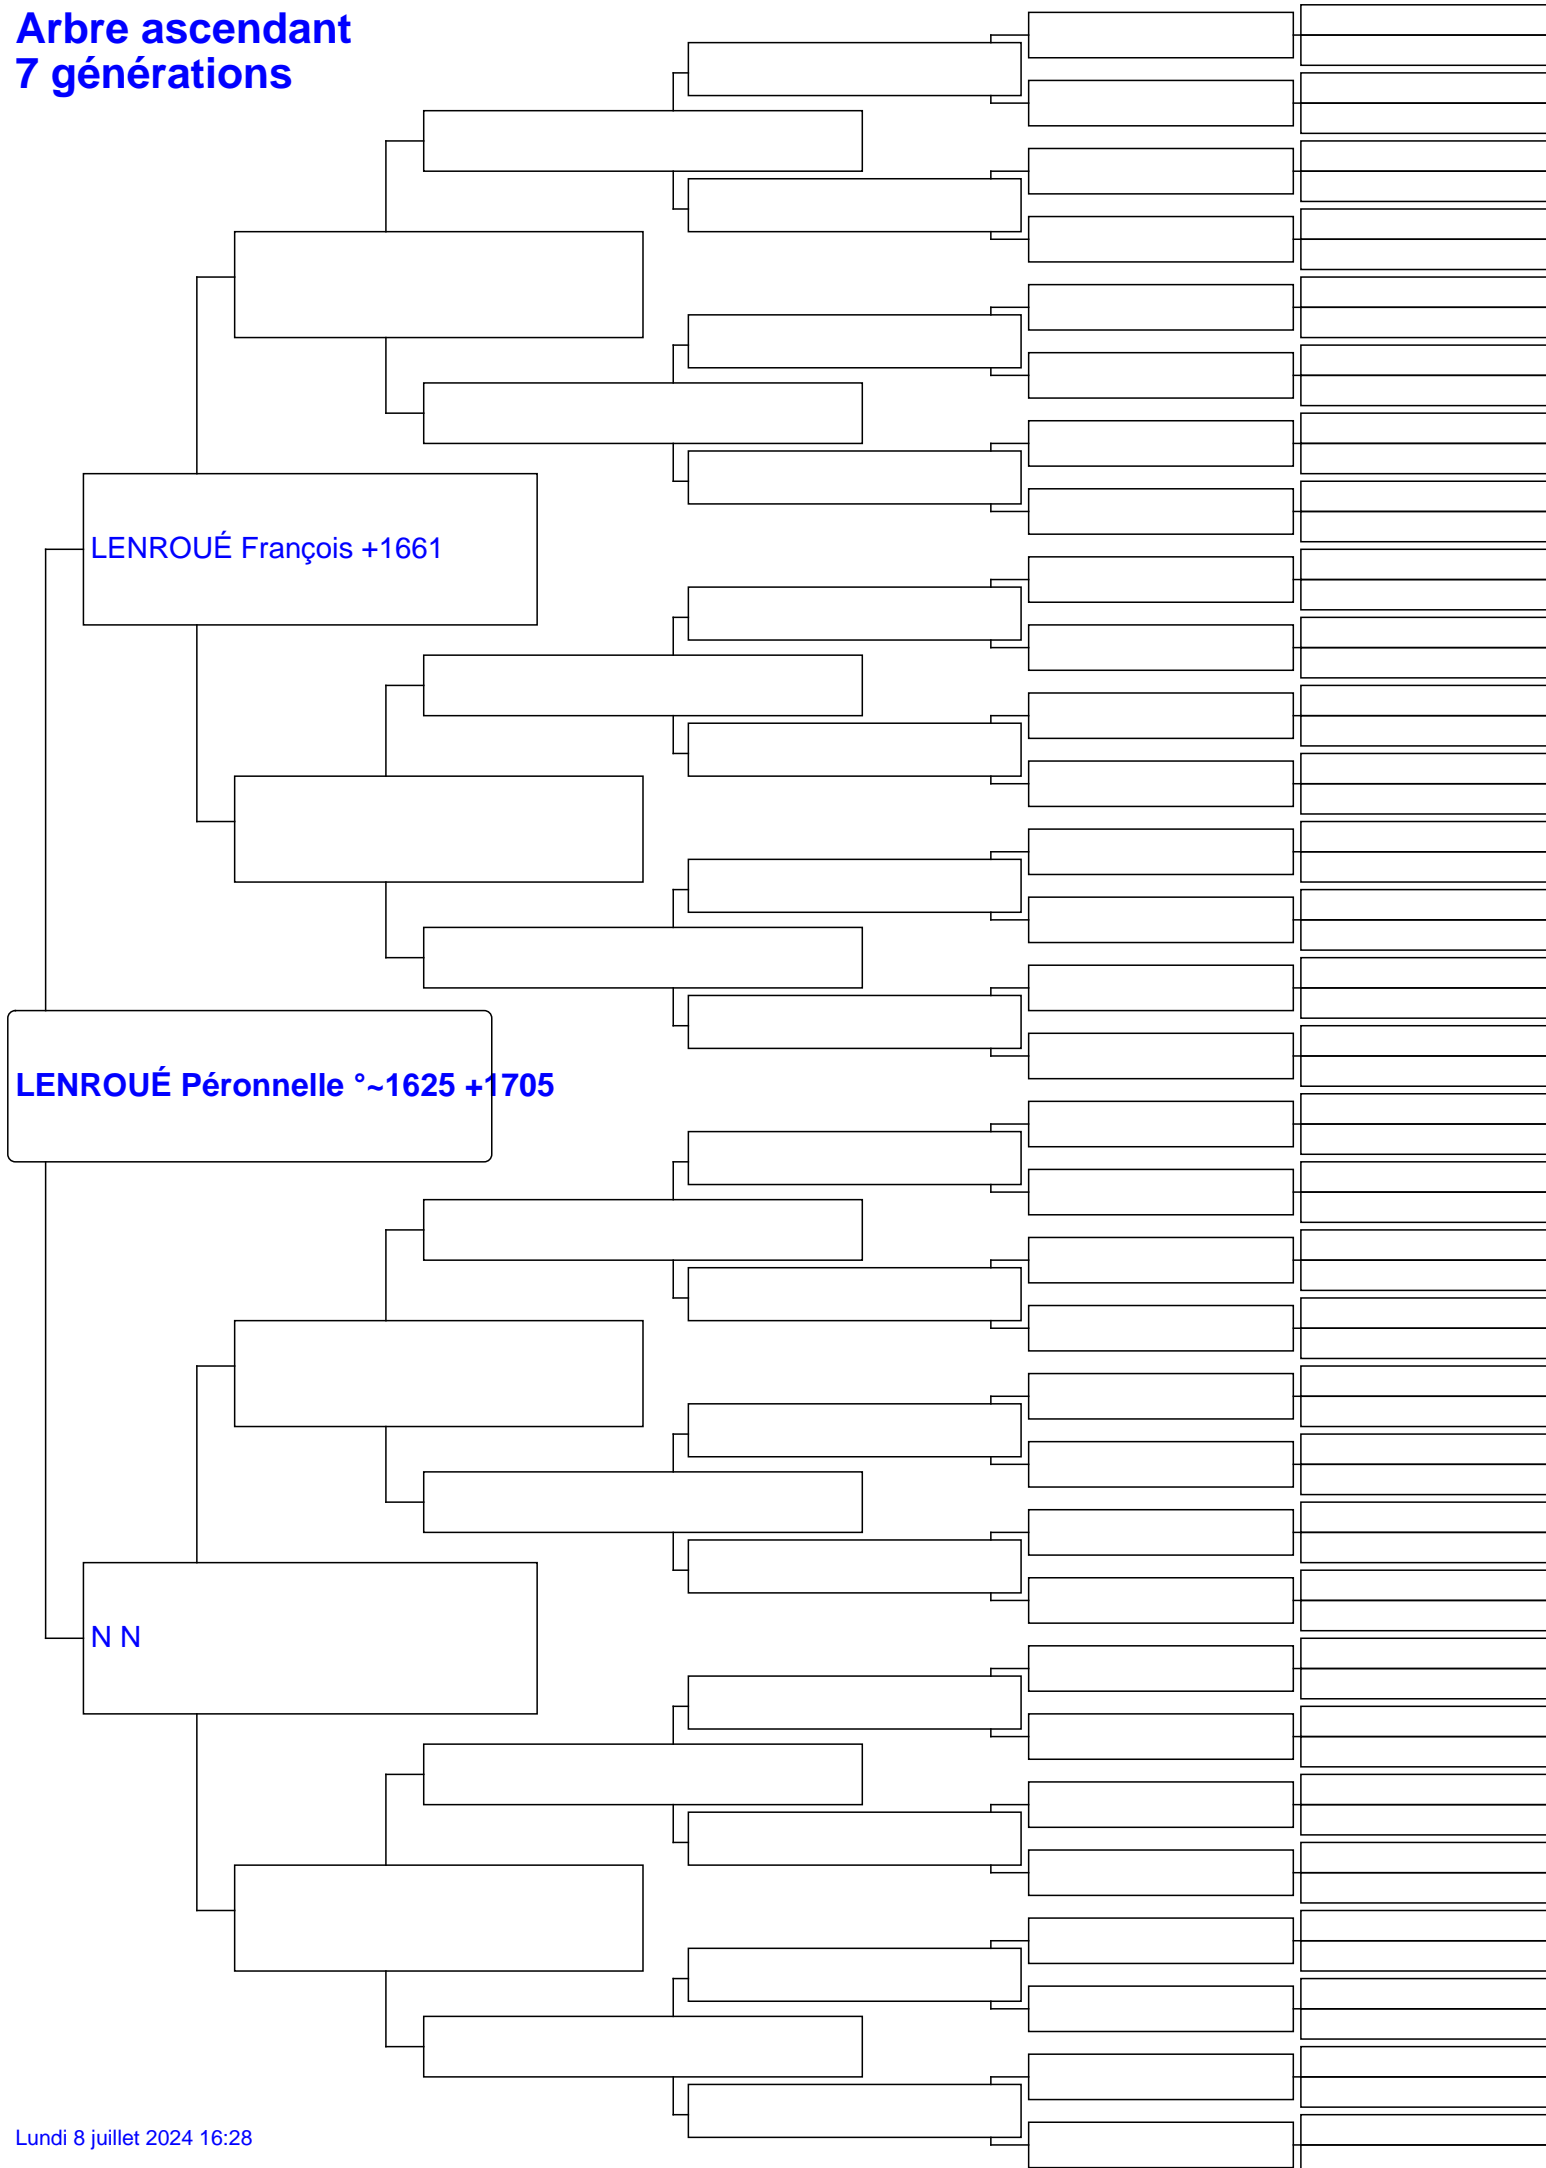 Arbre ascendant
7 générations
LENROUÉ François +1661
LENROUÉ Péronnelle °~1625 +1705
N N
Lundi 8 juillet 2024 16:28